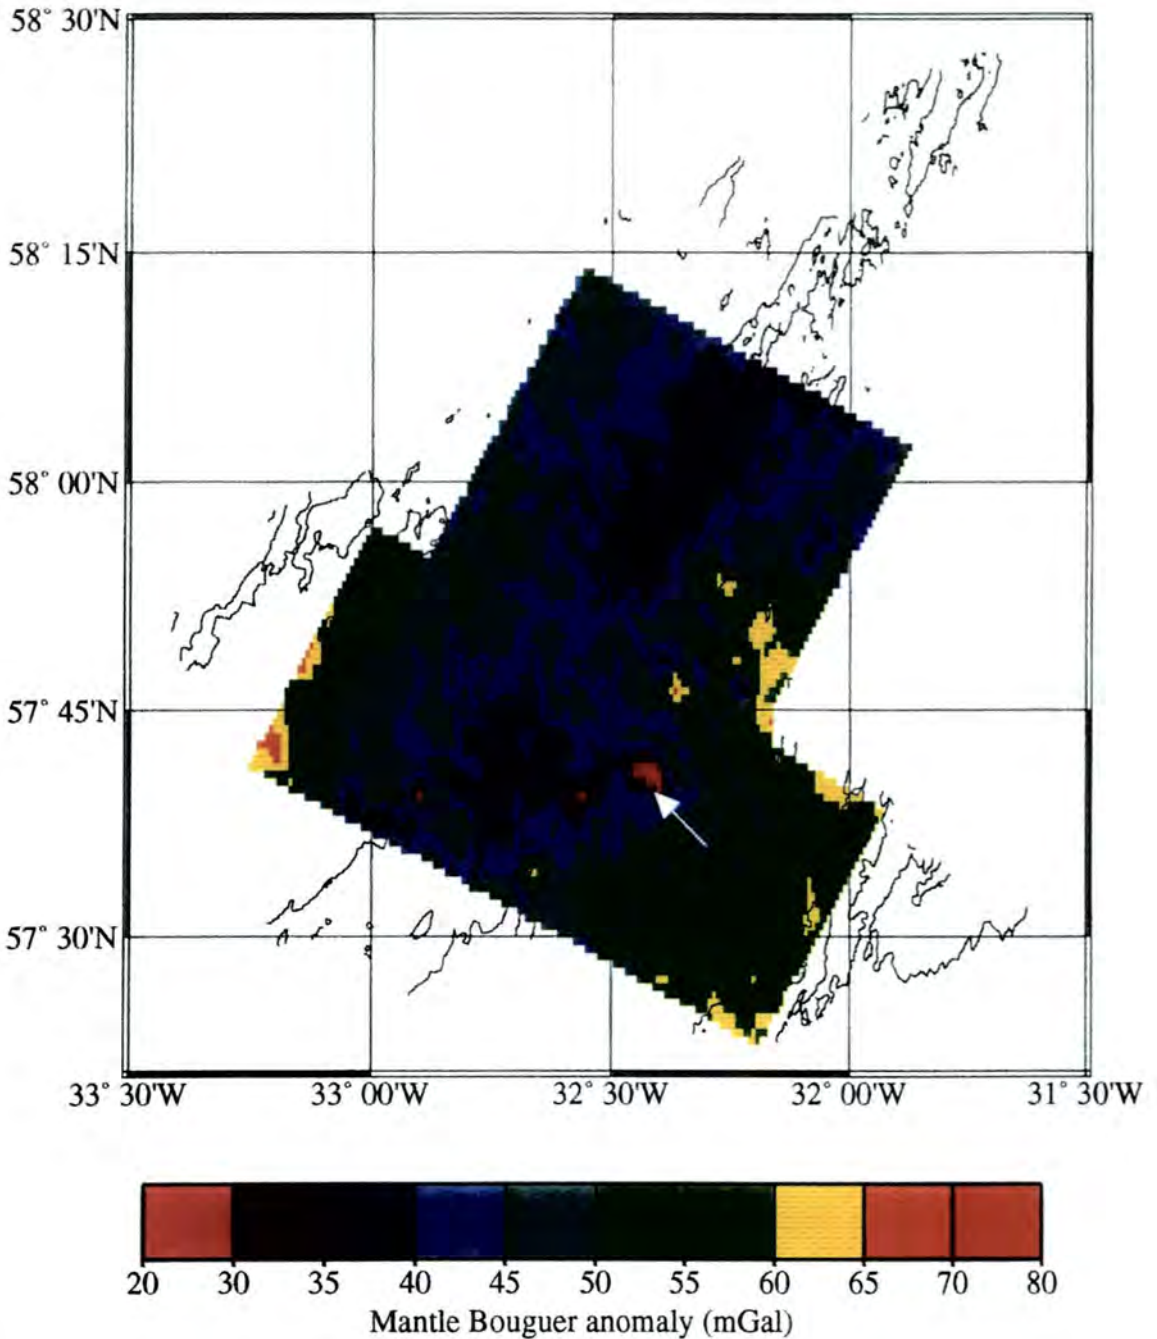 58° 30'N
58° 15'N
58° 00'N
57° 45'N
57° 30'N
33° 30'W 33° 00'W 32° 30'W 32° 00'W 31° 30'W
20 30 35 40 45 50 55 60 65 70 80
Mantle Bouguer anomaly (mGal)